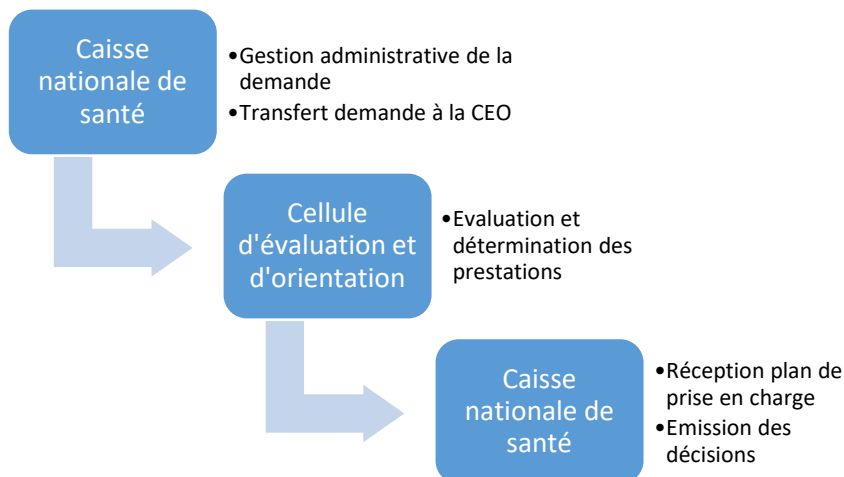 Caisse
nationale de
santé
•Gestion administrative de la
demande
•Transfert demande à la CEO
Cellule
d'évaluation et
d'orientation
•Evaluation et
détermination des
prestations
Caisse
nationale de
santé
•Réception plan de
prise en charge
•Emission des
décisions